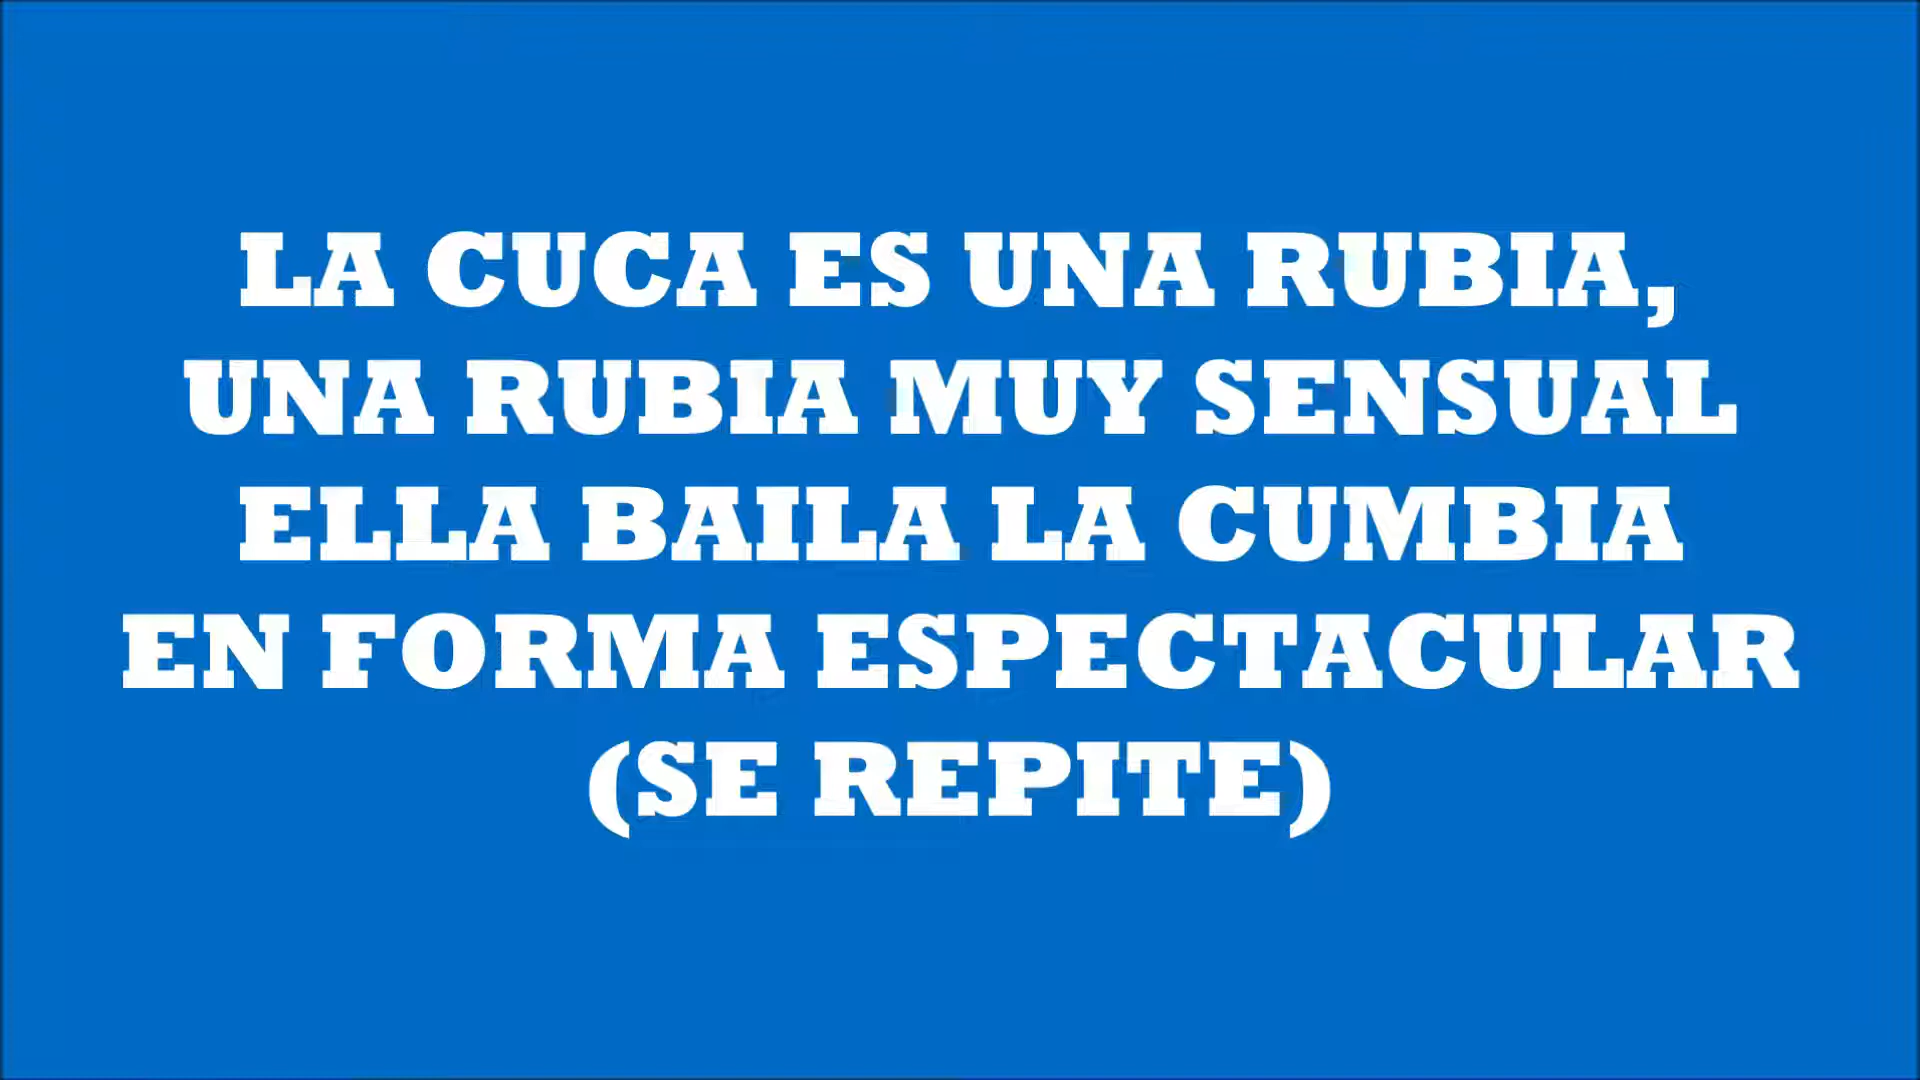 LA CUCA ES UNA RUBIA,
UNA RUBIA MUY SENSUAL
ELLA BAILA LA CUMBIA
EN FORMA ESPECTACULAR
(SE REPITE)